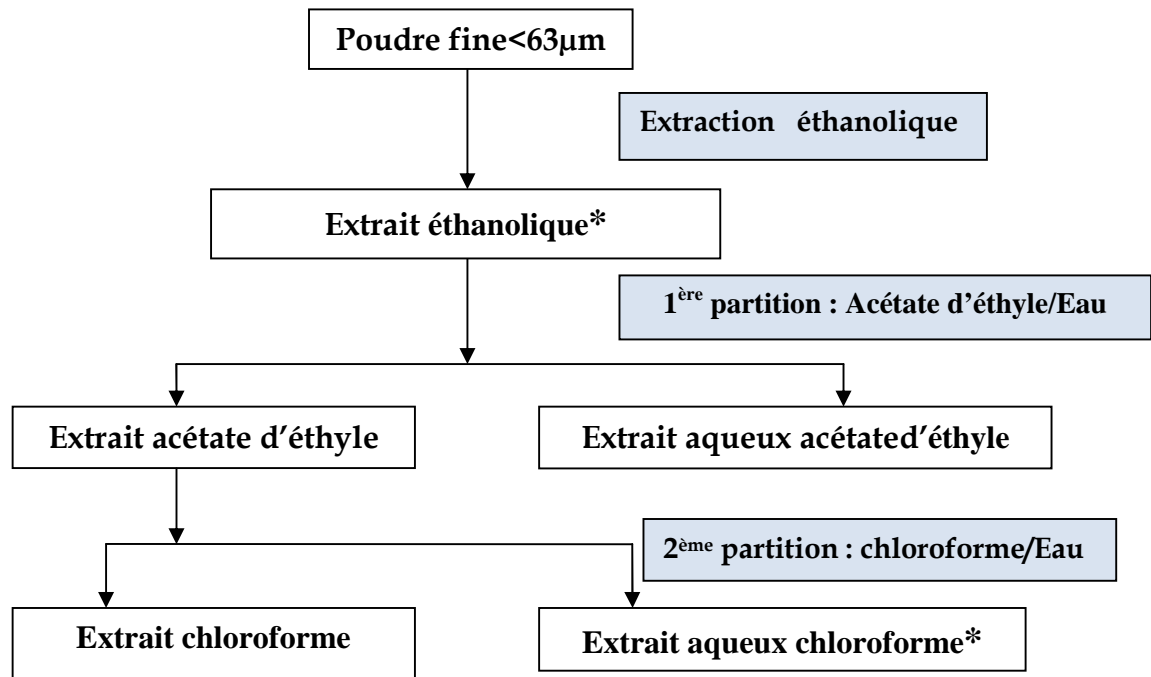 Poudre fine<63µm
Extraction éthanolique
Extrait éthanolique*
1ère partition : Acétate d’éthyle/Eau
Extrait acétate d’éthyle
Extrait aqueux acétated’éthyle
2ème partition : chloroforme/Eau
Extrait chloroforme
Extrait aqueux chloroforme*